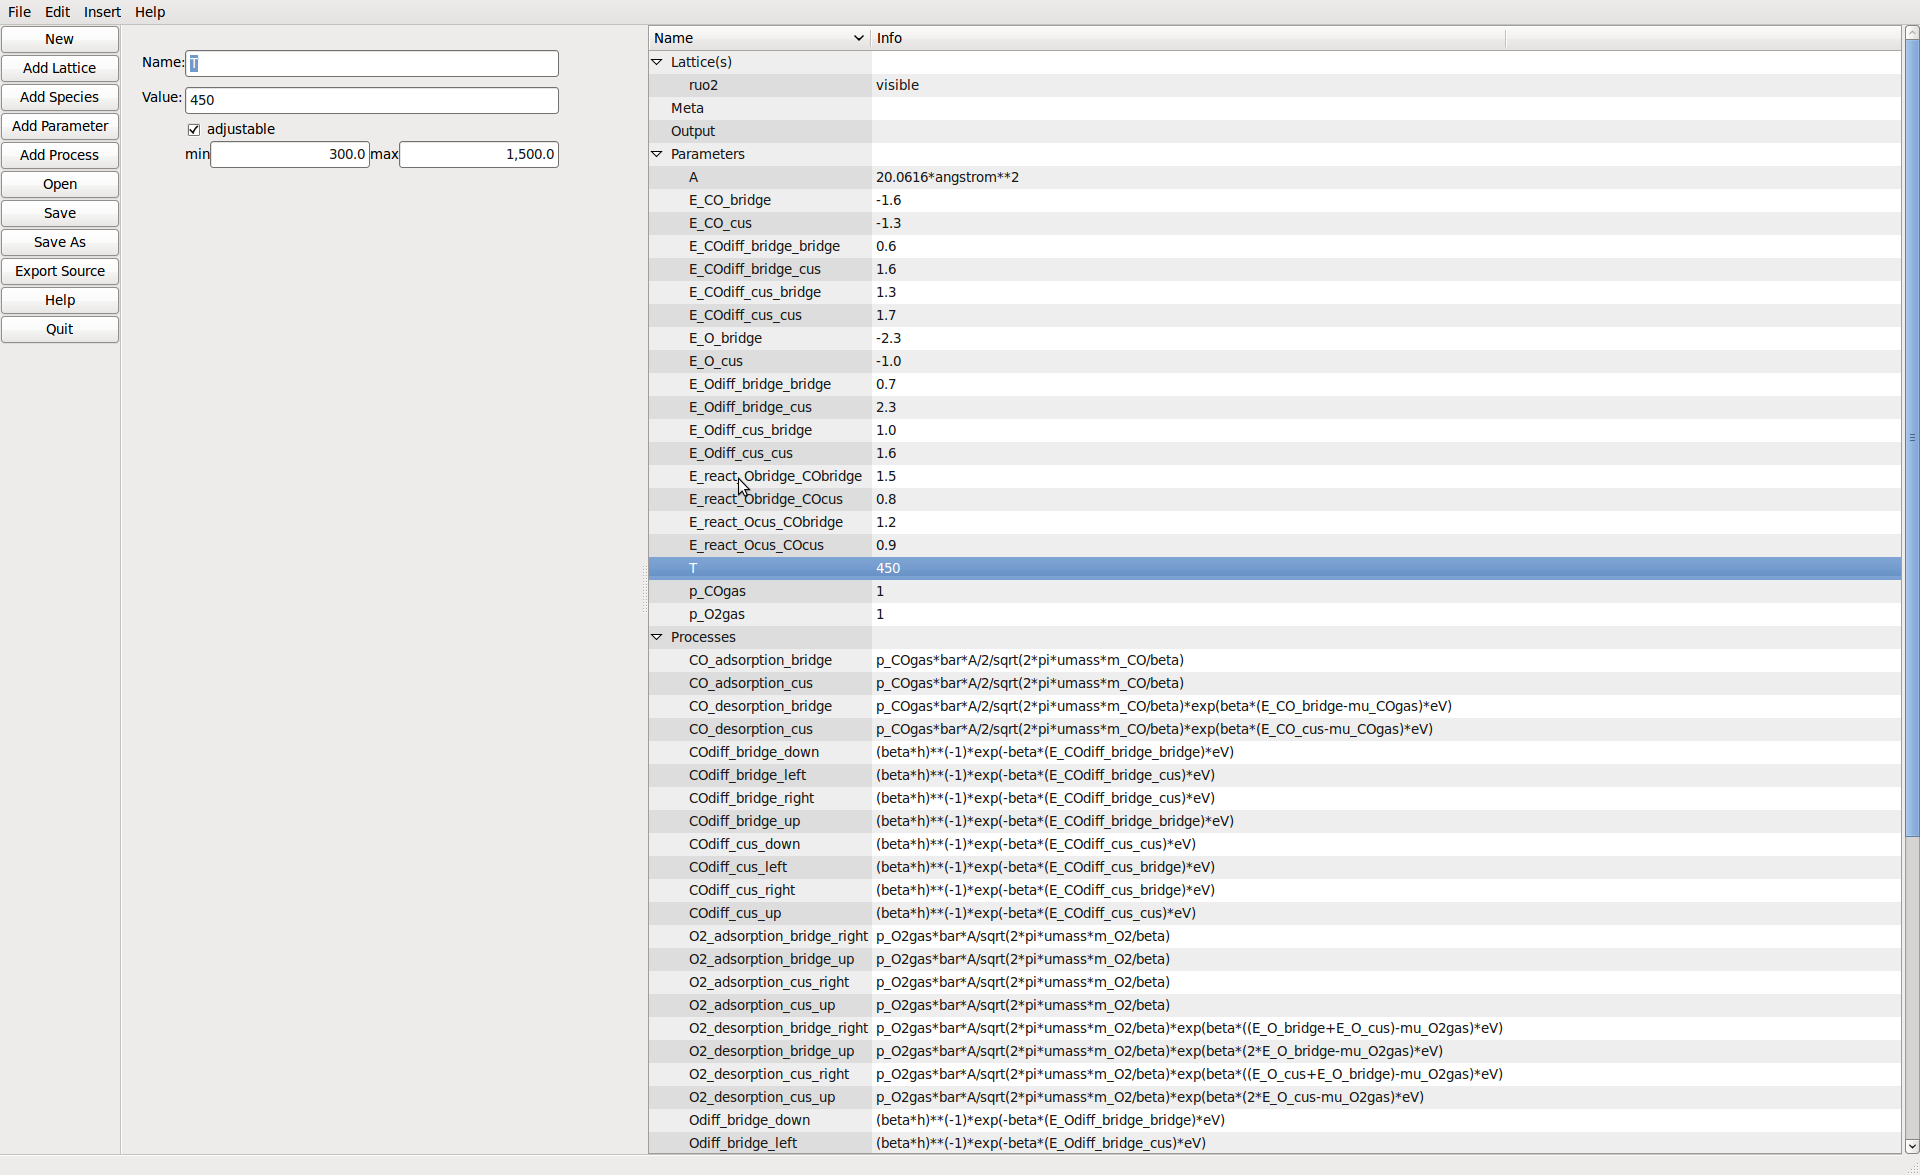 File Edit Insert Help
New
Add Lattice
Add Species
Add Parameter
Add Process
Open
Save
Save As
Export Source
Help
Quit
Name: T
Value: 450
adjustable
min 300.0 max 1,500.0
Name Info
Lattice(s)
ruo2 visible
Meta
Output
Parameters
A 20.0616*angstrom**2
E_CO_bridge -1.6
E_CO_cus -1.3
E_COdiff_bridge_bridge 0.6
E_COdiff_bridge_cus 1.6
E_COdiff_cus_bridge 1.3
E_COdiff_cus_cus 1.7
E_O_bridge -2.3
E_O_cus -1.0
E_Odiff_bridge_bridge 0.7
E_Odiff_bridge_cus 2.3
E_Odiff_cus_bridge 1.0
E_Odiff_cus_cus 1.6
E_react_Obridge_CObridge 1.5
E_react_Obridge_COcus 0.8
E_react_Ocus_CObridge 1.2
E_react_Ocus_COcus 0.9
T 450
p_COgas 1
p_O2gas 1
Processes
CO_adsorption_bridge p_COgas*bar*A/2/sqrt(2*pi*umass*m_CO/beta)
CO_adsorption_cus p_COgas*bar*A/2/sqrt(2*pi*umass*m_CO/beta)
CO_desorption_bridge p_COgas*bar*A/2/sqrt(2*pi*umass*m_CO/beta)*exp(beta*(E_CO_bridge-mu_COgas)*eV)
CO_desorption_cus p_COgas*bar*A/2/sqrt(2*pi*umass*m_CO/beta)*exp(beta*(E_CO_cus-mu_COgas)*eV)
COdiff_bridge_down (beta*h)**(-1)*exp(-beta*(E_COdiff_bridge_bridge)*eV)
COdiff_bridge_left (beta*h)**(-1)*exp(-beta*(E_COdiff_bridge_cus)*eV)
COdiff_bridge_right (beta*h)**(-1)*exp(-beta*(E_COdiff_bridge_cus)*eV)
COdiff_bridge_up (beta*h)**(-1)*exp(-beta*(E_COdiff_bridge_bridge)*eV)
COdiff_cus_down (beta*h)**(-1)*exp(-beta*(E_COdiff_cus_cus)*eV)
COdiff_cus_left (beta*h)**(-1)*exp(-beta*(E_COdiff_cus_bridge)*eV)
COdiff_cus_right (beta*h)**(-1)*exp(-beta*(E_COdiff_cus_bridge)*eV)
COdiff_cus_up (beta*h)**(-1)*exp(-beta*(E_COdiff_cus_cus)*eV)
O2_adsorption_bridge_right p_O2gas*bar*A/sqrt(2*pi*umass*m_O2/beta)
O2_adsorption_bridge_up p_O2gas*bar*A/sqrt(2*pi*umass*m_O2/beta)
O2_adsorption_cus_right p_O2gas*bar*A/sqrt(2*pi*umass*m_O2/beta)
O2_adsorption_cus_up p_O2gas*bar*A/sqrt(2*pi*umass*m_O2/beta)
O2_desorption_bridge_right p_O2gas*bar*A/sqrt(2*pi*umass*m_O2/beta)*exp(beta*((E_O_bridge+E_O_cus)-mu_O2gas)*eV)
O2_desorption_bridge_up p_O2gas*bar*A/sqrt(2*pi*umass*m_O2/beta)*exp(beta*(2*E_O_bridge-mu_O2gas)*eV)
O2_desorption_cus_right p_O2gas*bar*A/sqrt(2*pi*umass*m_O2/beta)*exp(beta*((E_O_cus+E_O_bridge)-mu_O2gas)*eV)
O2_desorption_cus_up p_O2gas*bar*A/sqrt(2*pi*umass*m_O2/beta)*exp(beta*(2*E_O_cus-mu_O2gas)*eV)
Odiff_bridge_down (beta*h)**(-1)*exp(-beta*(E_Odiff_bridge_bridge)*eV)
Odiff_bridge_left (beta*h)**(-1)*exp(-beta*(E_Odiff_bridge_cus)*eV)